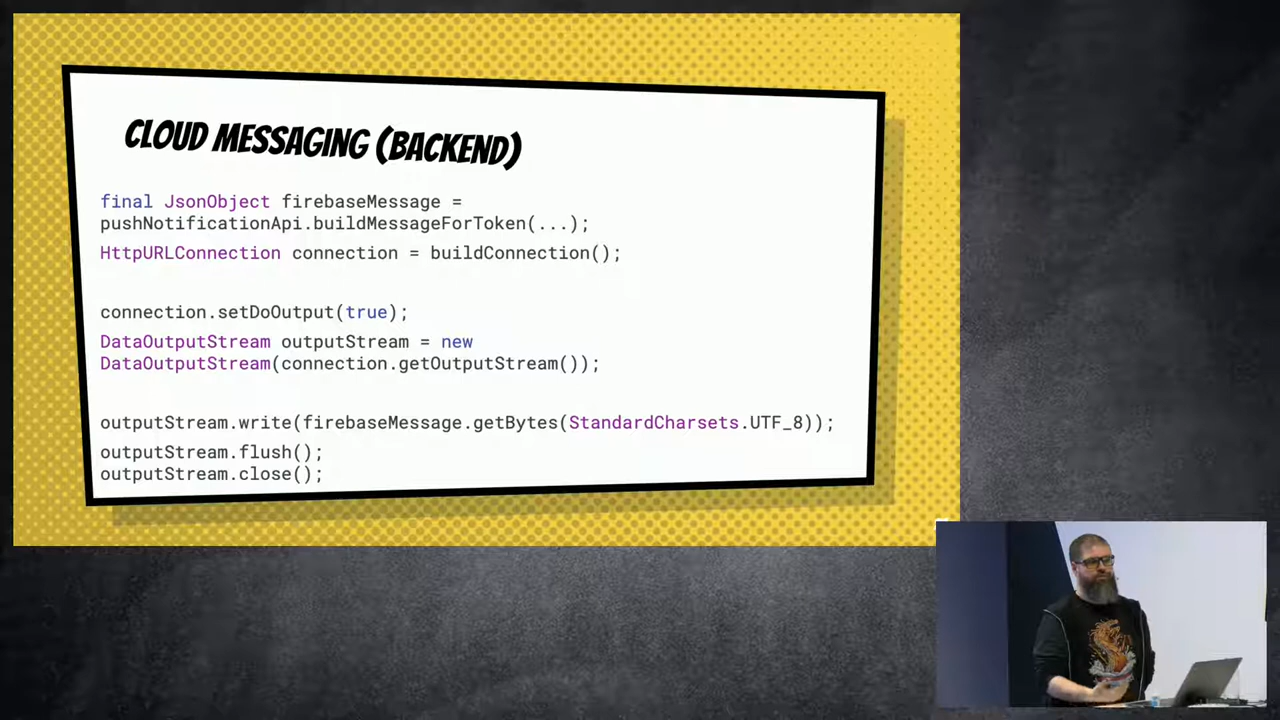 CLOUD MESSAGING (BACKEND)
final JsonObject firebaseMessage =
pushNotificationApi.buildMessageForToken(...);
HttpURLConnection connection = buildConnection();
connection.setDoOutput(true);
DataOutputStream outputStream = new
DataOutputStream(connection.getOutputStream());
outputStream.write(firebaseMessage.getBytes(StandardCharsets.UTF_8));
outputStream.flush();
outputStream.close();